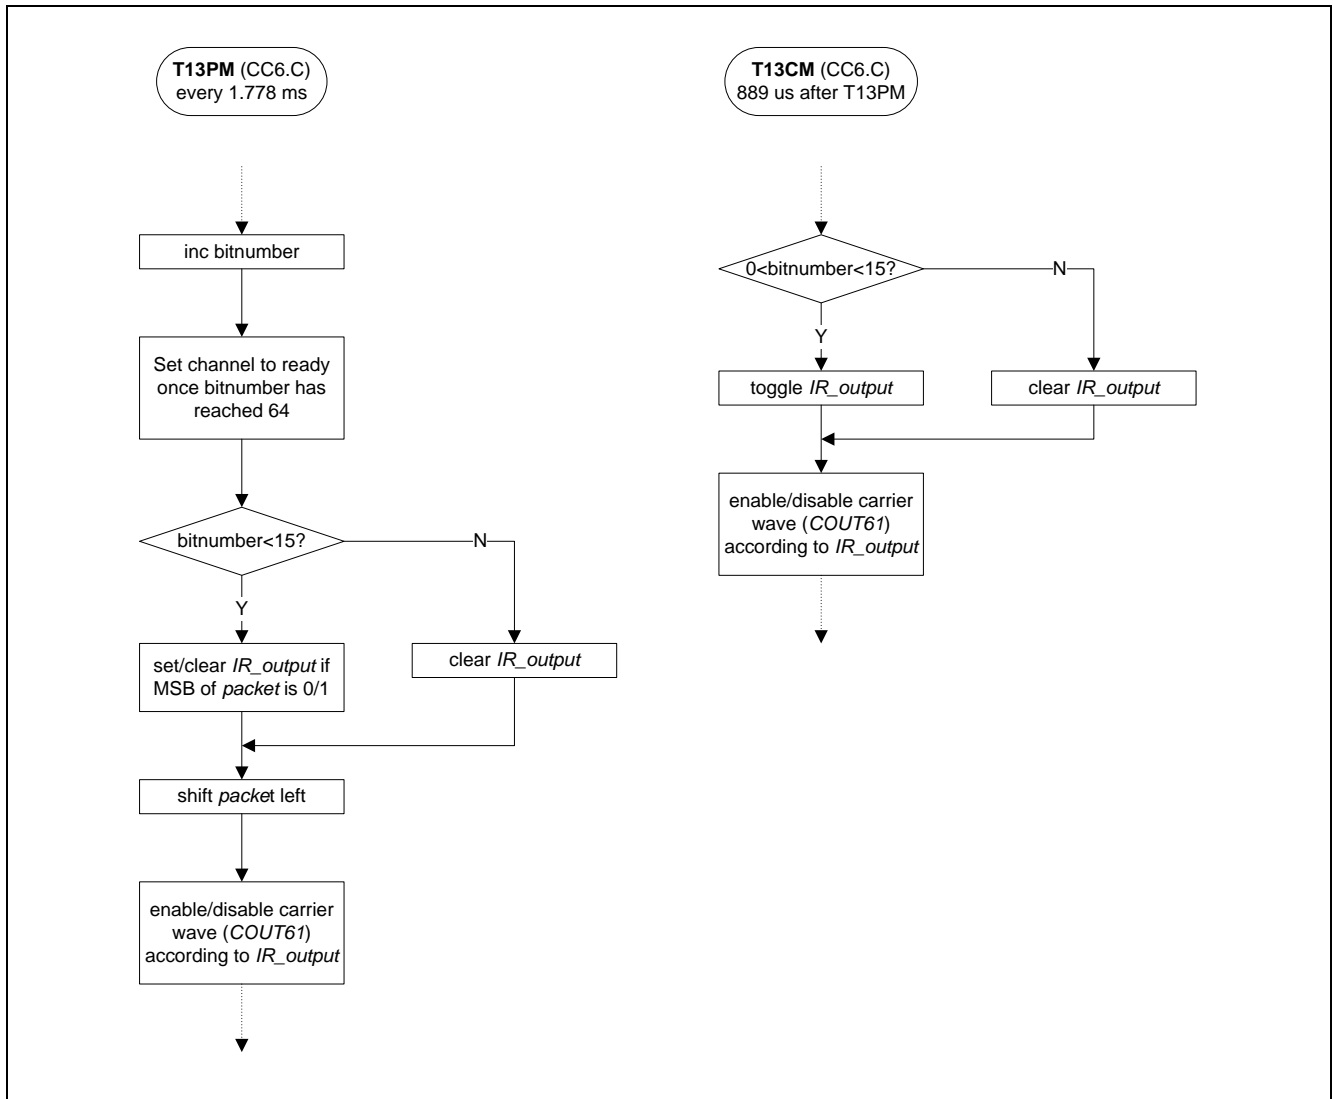 T13PM (CC6.C)
every 1.778 ms
inc bitnumber
Set channel to ready
once bitnumber has
reached 64
bitnumber<15?
N
Y
set/clear IR_output if
MSB of packet is 0/1
clear IR_output
shift packet left
enable/disable carrier
wave (COUT61)
according to IR_output
T13CM (CC6.C)
889 us after T13PM
0<bitnumber<15?
N
Y
toggle IR_output
clear IR_output
enable/disable carrier
wave (COUT61)
according to IR_output